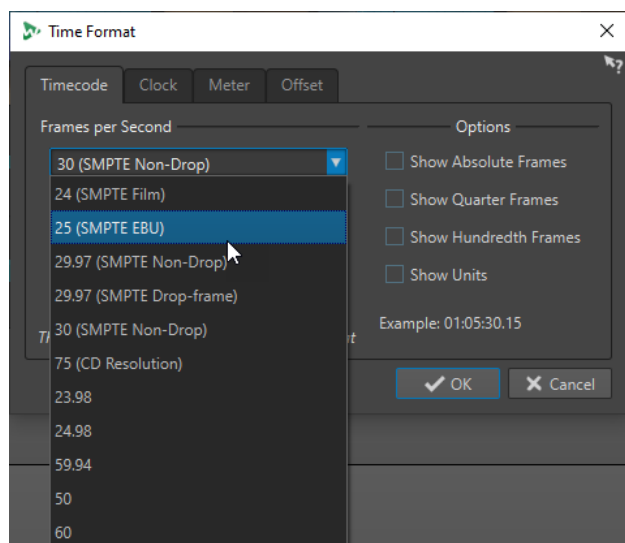 Time Format
Timecode Clock Meter Offset
Frames per Second
Options
30 (SMPTE Non-Drop)
24 (SMPTE Film)
25 (SMPTE EBU)
29.97 (SMPTE Non-Drop)
29.97 (SMPTE Drop-frame)
30 (SMPTE Non-Drop)
75 (CD Resolution)
23.98
24.98
59.94
50
60
Show Absolute Frames
Show Quarter Frames
Show Hundredth Frames
Show Units
Example: 01:05:30.15
OK
Cancel